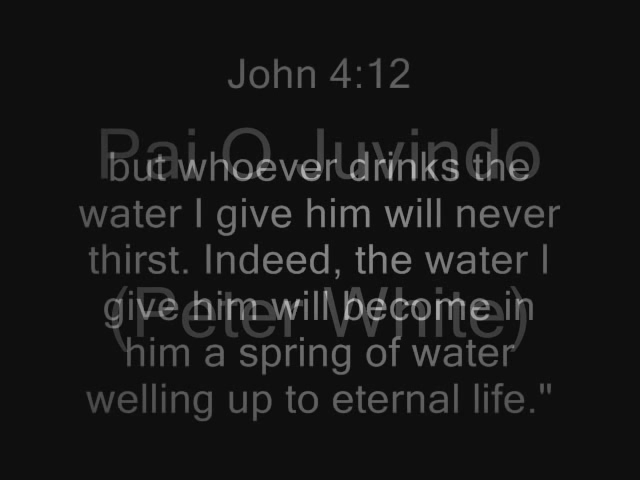 John 4:12
Pai O Juvindo
but whoever drinks the
water I give him will never
thirst. Indeed, the water I
give him will become in
(Peter White)
him a spring of water
welling up to eternal life."